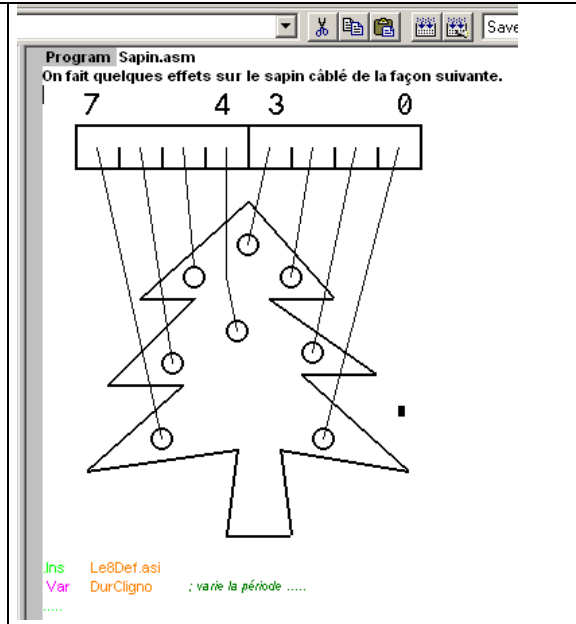 Save
Program Sapin.asm
On fait quelques effets sur le sapin câblé de la façon suivante.
7 4 3 0
.Ins Le8Def.asi
Var DurCligno ; varie la période .....
.....